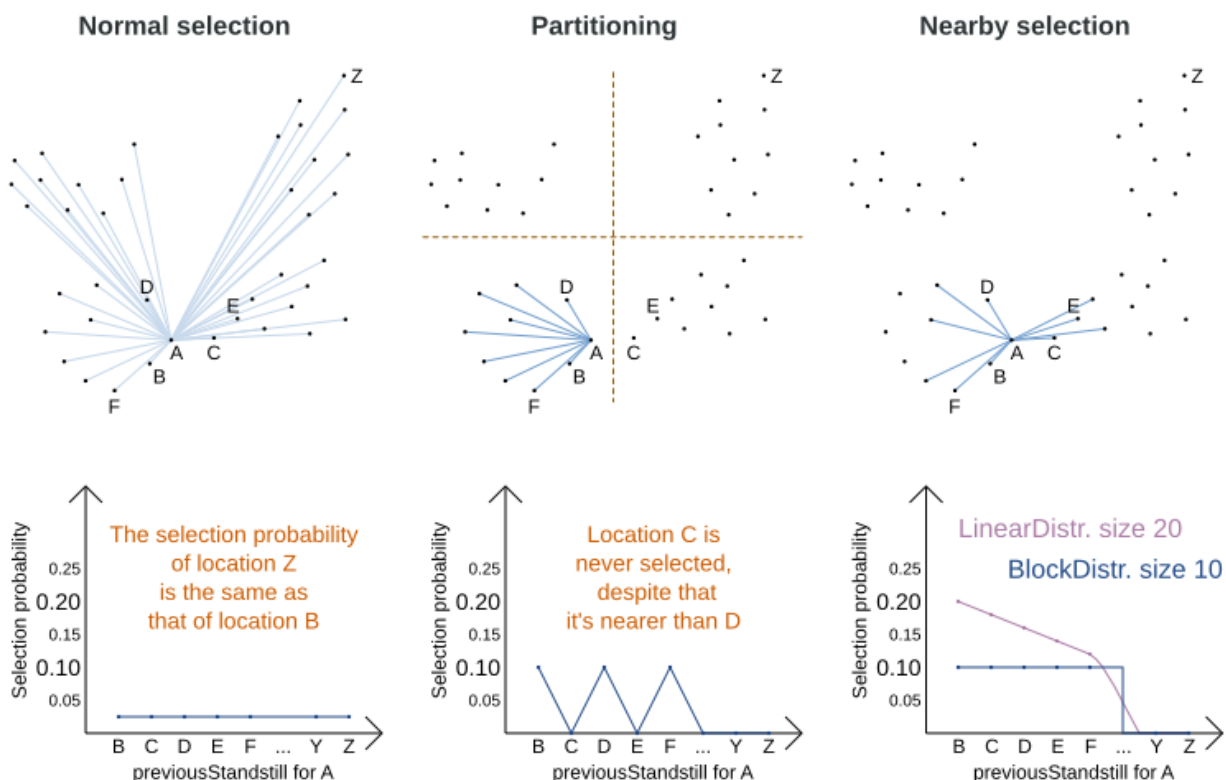 Normal selection
Z
D
E
A
C
B
F
Partitioning
Z
D
E
A
C
B
F
Nearby selection
Z
D
E
A
C
B
F
Selection probability
The selection probability
of location Z
is the same as
that of location B
0.25
0.20
0.15
0.10
0.05
B C D E F ... Y Z
previousStandstill for A
Selection probability
Location C is
never selected,
despite that
it's nearer than D
0.25
0.20
0.15
0.10
0.05
B C D E F ... Y Z
previousStandstill for A
Selection probability
LinearDistr. size 20
BlockDistr. size 10
0.25
0.20
0.15
0.10
0.05
B C D E F ... Y Z
previousStandstill for A